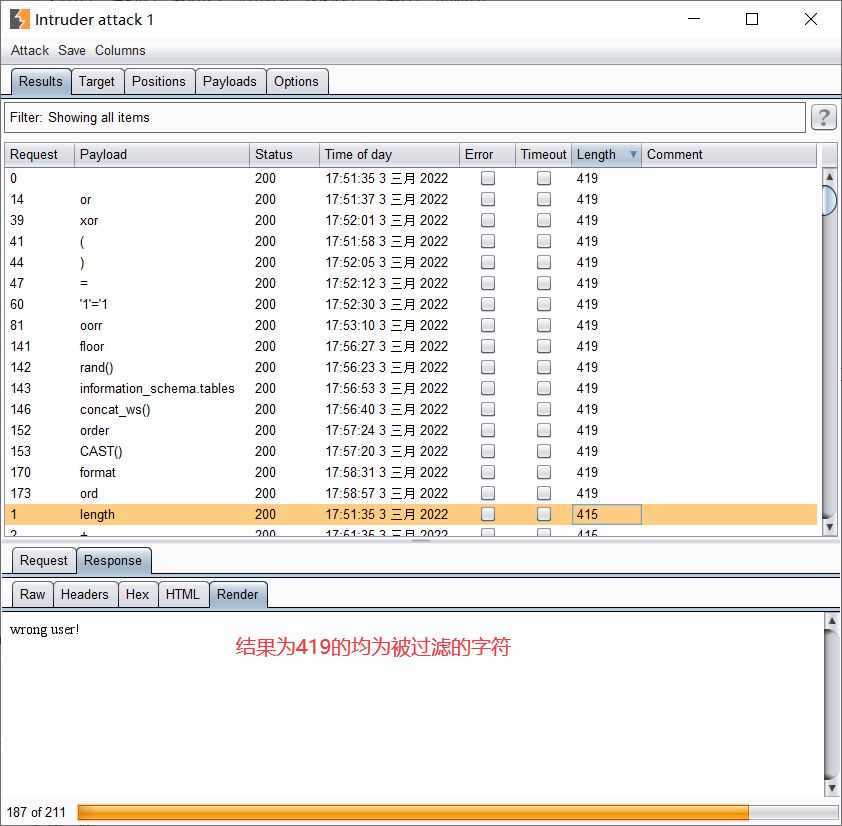 Intruder attack 1
Attack Save Columns
Results Target Positions Payloads Options
Filter: Showing all items ?
Request Payload Status Time of day Error Timeout Length Comment
0 200 17:51:35 3 三月 2022 419
14 or 200 17:51:37 3 三月 2022 419
39 xor 200 17:52:01 3 三月 2022 419
41 ( 200 17:51:58 3 三月 2022 419
44 ) 200 17:52:05 3 三月 2022 419
47 = 200 17:52:12 3 三月 2022 419
60 '1'='1 200 17:52:30 3 三月 2022 419
81 oorr 200 17:53:10 3 三月 2022 419
141 floor 200 17:56:27 3 三月 2022 419
142 rand() 200 17:56:23 3 三月 2022 419
143 information_schema.tables 200 17:56:53 3 三月 2022 419
146 concat_ws() 200 17:56:40 3 三月 2022 419
152 order 200 17:57:24 3 三月 2022 419
153 CAST() 200 17:57:20 3 三月 2022 419
170 format 200 17:58:31 3 三月 2022 419
173 ord 200 17:58:57 3 三月 2022 419
1 length 200 17:51:35 3 三月 2022 415
2 + 200 17:51:35 3 三月 2022 415
Request Response
Raw Headers Hex HTML Render
wrong user!
结果为419的均为被过滤的字符
187 of 211